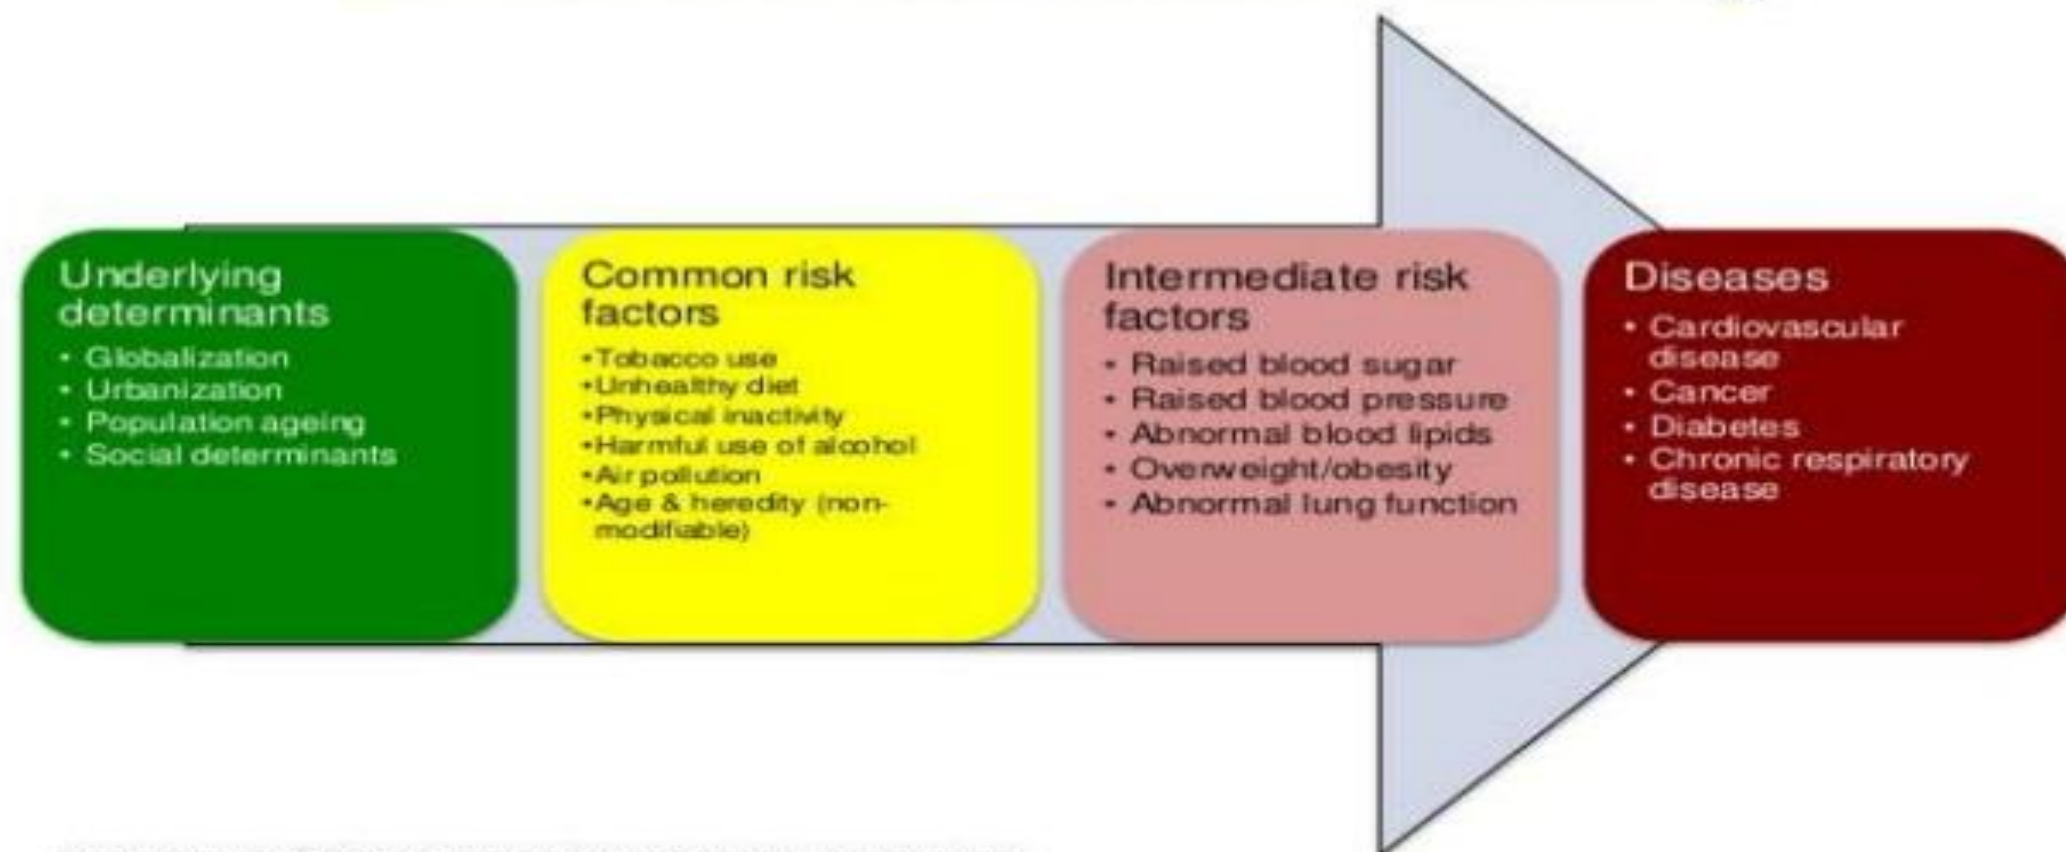 Underlying
determinants
• Globalization
• Urbanization
• Population ageing
• Social determinants
Common risk
factors
•Tobacco use
•Unhealthy diet
•Physical inactivity
•Harmful use of alcohol
•Air pollution
•Age & heredity (non-
modifiable)
Intermediate risk
factors
• Raised blood sugar
• Raised blood pressure
• Abnormal blood lipids
• Overweight/obesity
• Abnormal lung function
Diseases
• Cardiovascular
disease
• Cancer
• Diabetes
• Chronic respiratory
disease